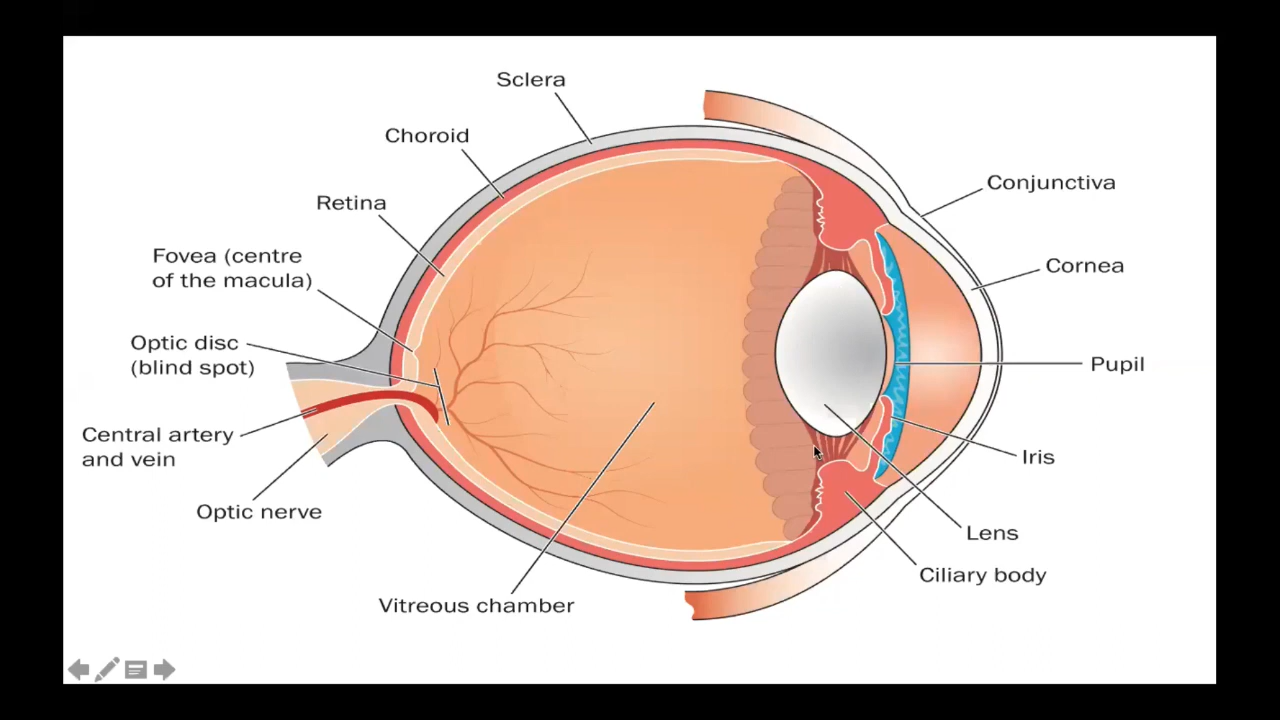 Sclera
Choroid
Retina
Fovea (centre
of the macula)
Optic disc
(blind spot)
Central artery
and vein
Optic nerve
Vitreous chamber
Conjunctiva
Cornea
Pupil
Iris
Lens
Ciliary body